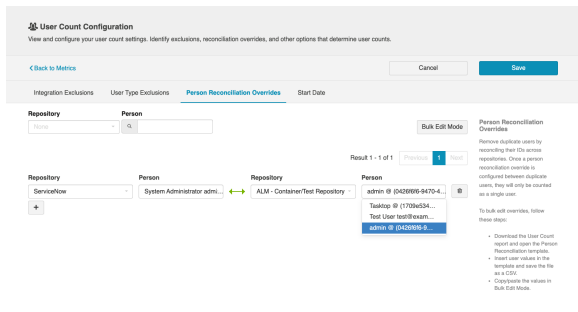 User Count Configuration
View and configure your user count settings. Identify exclusions, reconciliation overrides, and other options that determine user counts.
Back to Metrics
Cancel
Save
Integration Exclusions
User Type Exclusions
Person Reconciliation Overrides
Start Date
Repository
Person
None
Bulk Edit Mode
Result 1 - 1 of 1
Previous
1
Next
Repository
Person
Repository
Person
ServiceNow
System Administrator admi...
ALM - Container/Test Repository
admin @ (0426f6f6-9470-4...
+
Tasktop @ (1709e534...
Test User test@exam...
admin @ (0426f6f6-9...
Person Reconciliation
Overrides
Remove duplicate users by
reconciling their IDs across
repositories. Once a person
reconciliation override is
configured between duplicate
users, they will only be counted
as a single user.
To bulk edit overrides, follow
these steps:
• Download the User Count
report and open the Person
Reconciliation template.
• Insert user values in the
template and save the file
as a CSV.
• Copy/paste the values in
Bulk Edit Mode.